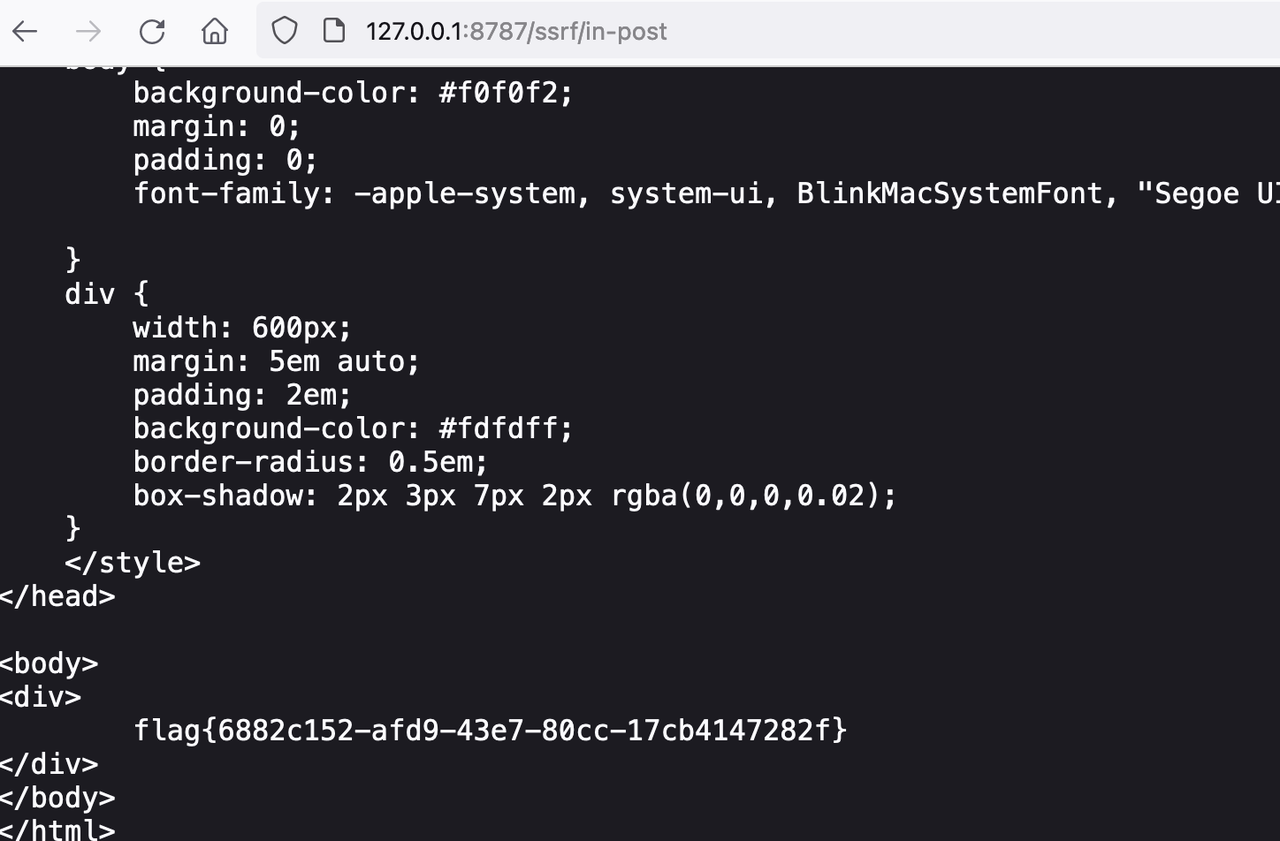 127.0.0.1:8787/ssrf/in-post
body {
background-color: #f0f0f2;
margin: 0;
padding: 0;
font-family: -apple-system, system-ui, BlinkMacSystemFont, "Segoe UI
}
div {
width: 600px;
margin: 5em auto;
padding: 2em;
background-color: #fdfdff;
border-radius: 0.5em;
box-shadow: 2px 3px 7px 2px rgba(0,0,0,0.02);
}
</style>
</head>
<body>
<div>
flag{6882c152-afd9-43e7-80cc-17cb4147282f}
</div>
</body>
</html>